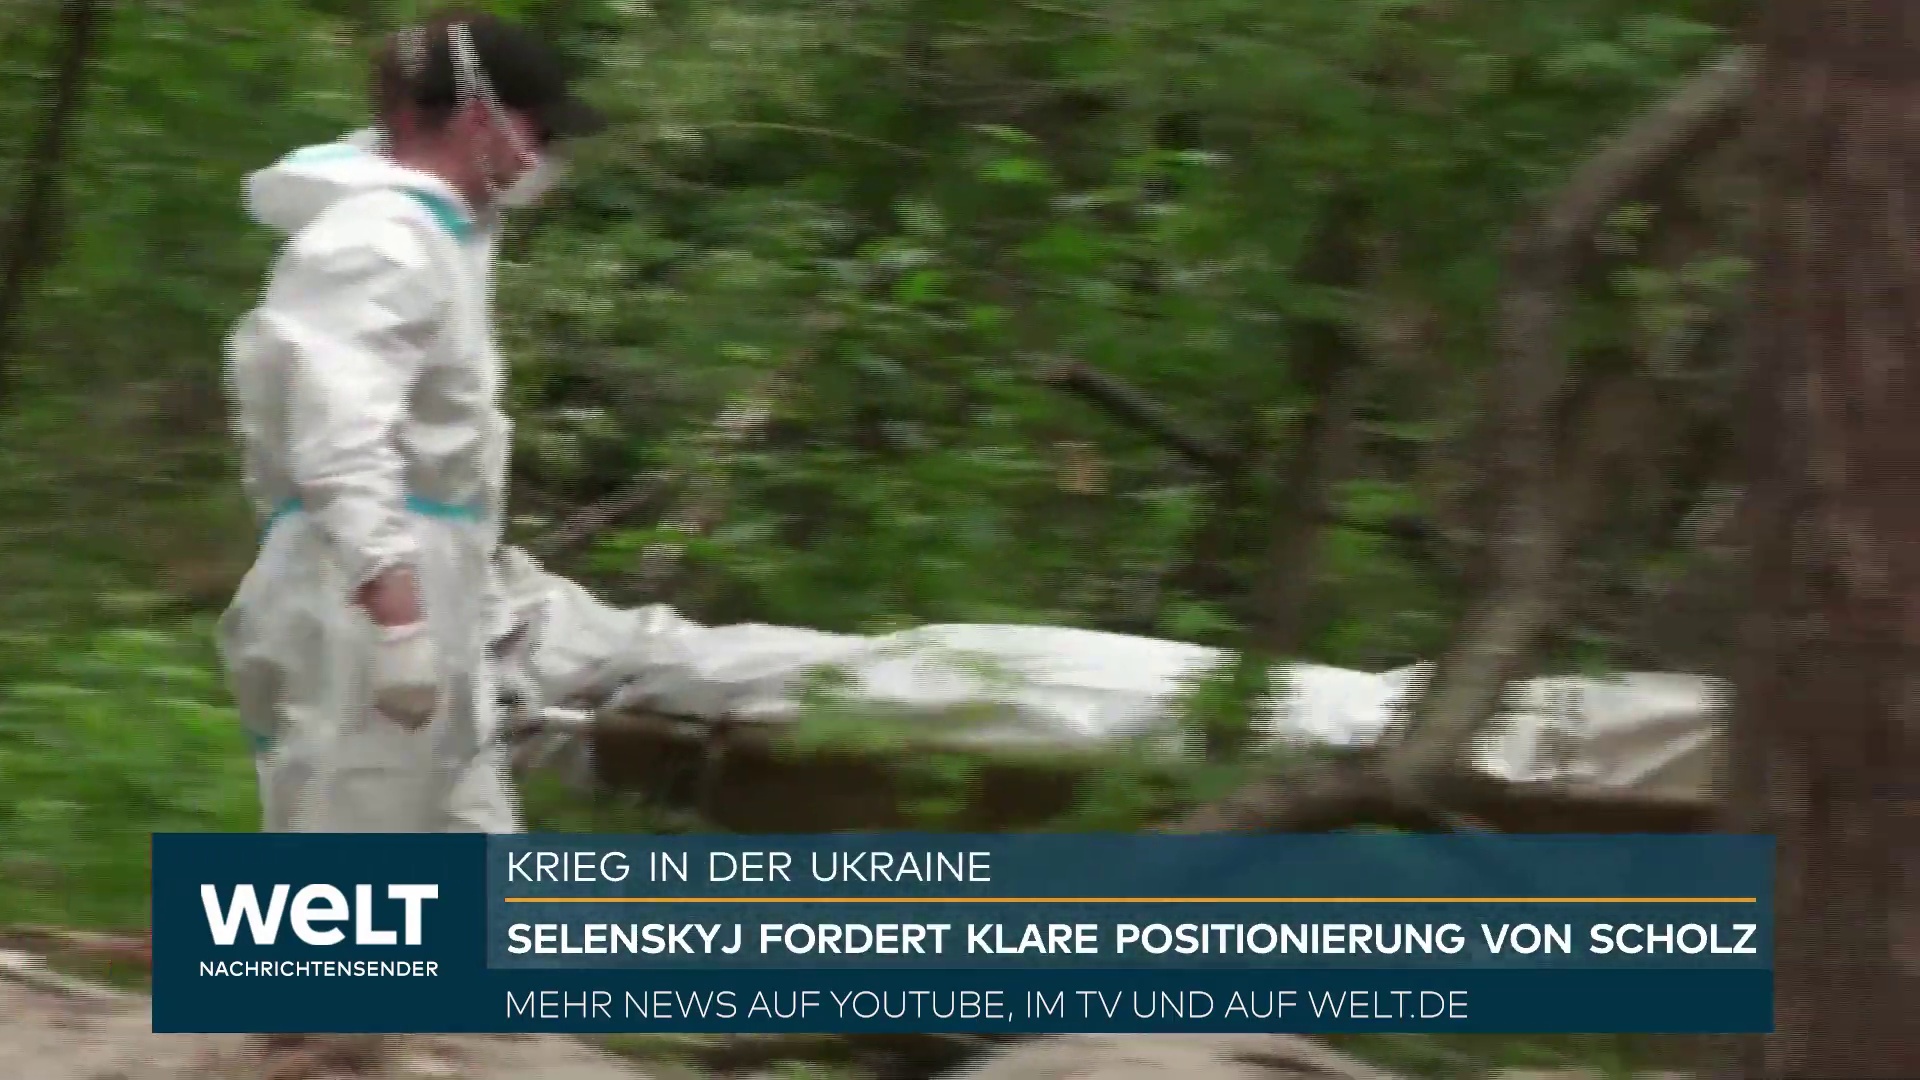 KRIEG IN DER UKRAINE
SELENSKYJ FORDERT KLARE POSITIONIERUNG VON SCHOLZ
MEHR NEWS AUF YOUTUBE, IM TV UND AUF WELT.DE
WELT
NACHRICHTENSENDER